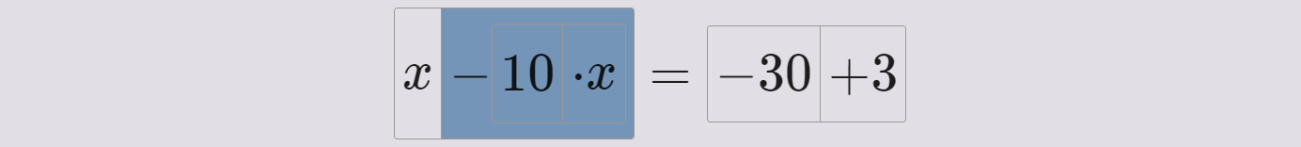 x − 10 · x = −30 + 3